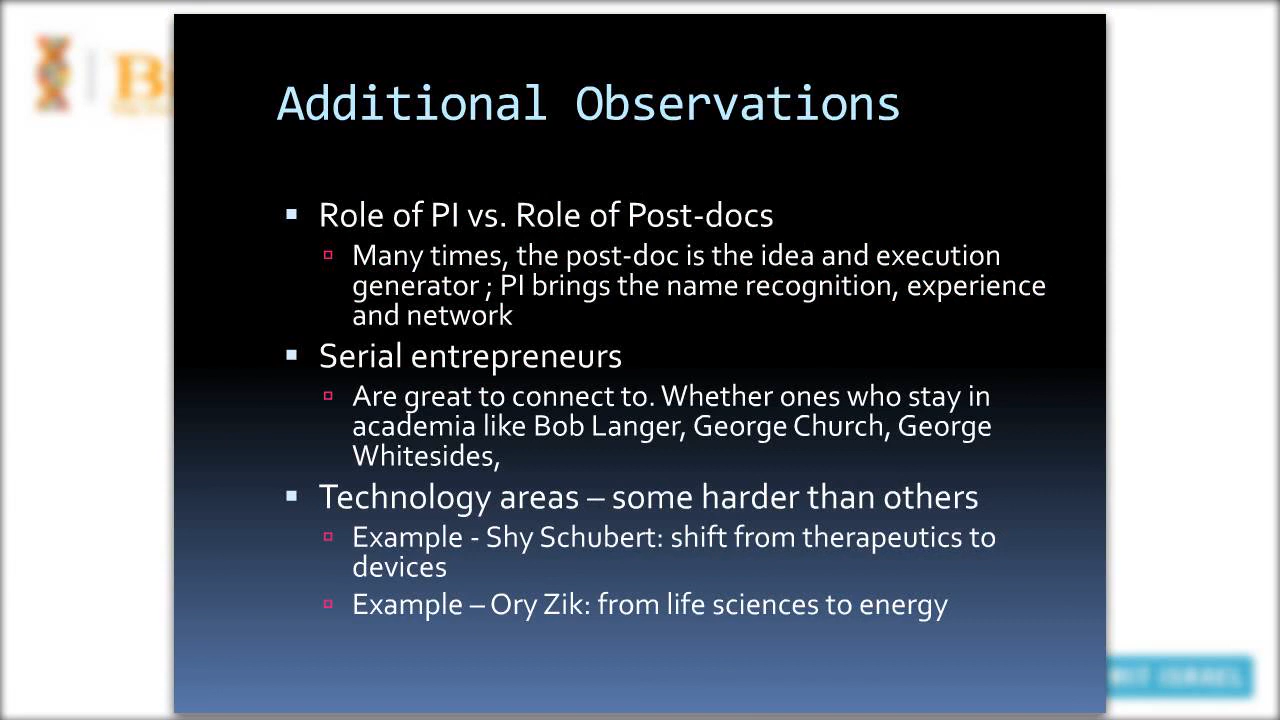 Additional Observations
Role of PI vs. Role of Post-docs
Many times, the post-doc is the idea and execution
generator ; PI brings the name recognition, experience
and network
Serial entrepreneurs
Are great to connect to. Whether ones who stay in
academia like Bob Langer, George Church, George
Whitesides,
Technology areas – some harder than others
Example - Shy Schubert: shift from therapeutics to
devices
Example – Ory Zik: from life sciences to energy
ISRAEL